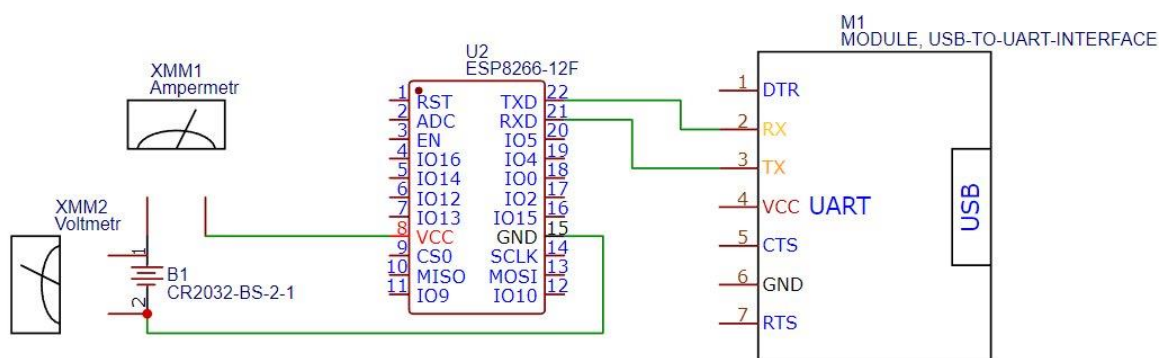 XMM1
Ampermetr
XMM2
Voltmetr
1
2
B1
CR2032-BS-2-1
U2
ESP8266-12F
1 RST TXD 22
2 ADC RXD 21
3 EN IO5 20
4 IO16 IO4 19
5 IO14 IO0 18
6 IO12 IO2 17
7 IO13 IO15 16
8 VCC GND 15
9 CS0 SCLK 14
10 MISO MOSI 13
11 IO9 IO10 12
M1
MODULE, USB-TO-UART-INTERFACE
1 DTR
2 RX
3 TX
4 VCC UART
5 CTS
6 GND
7 RTS
USB